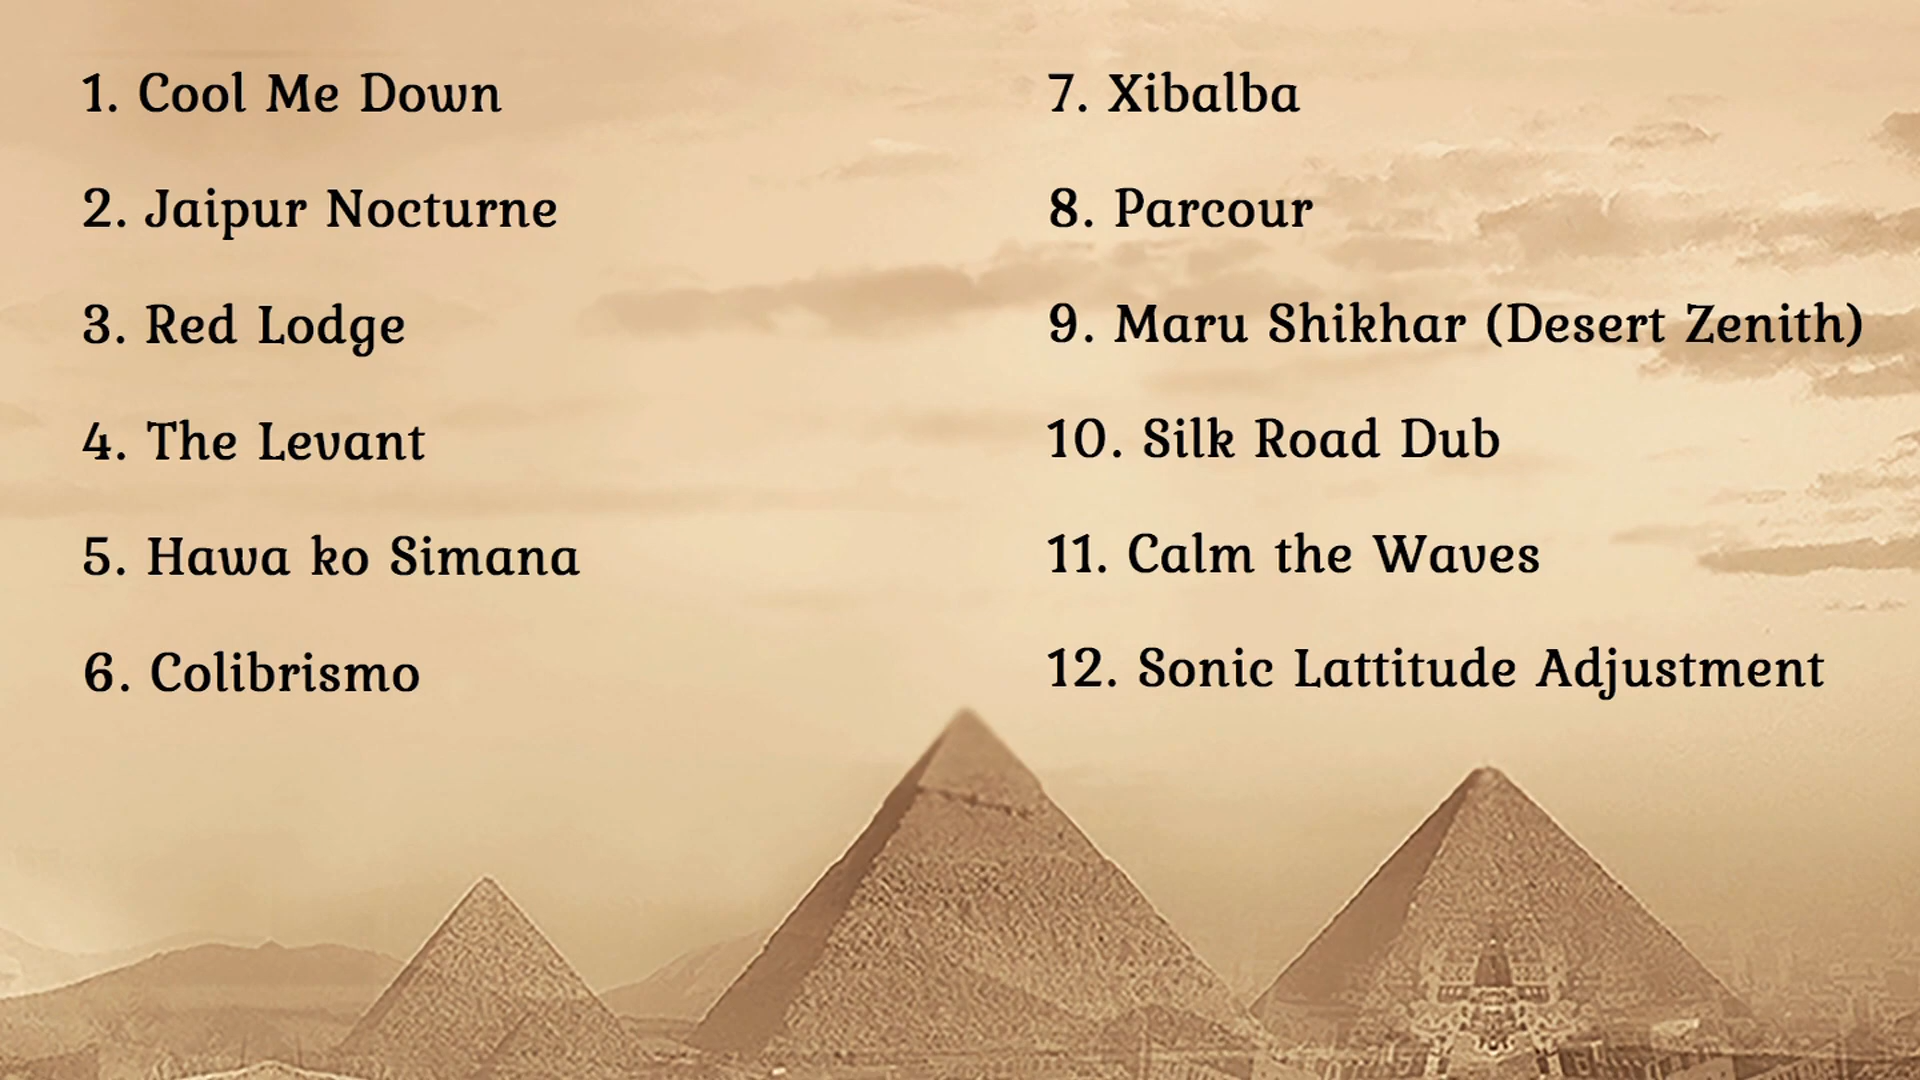 1. Cool Me Down
2. Jaipur Nocturne
3. Red Lodge
4. The Levant
5. Hawa ko Simana
6. Colibrismo
7. Xibalba
8. Parcour
9. Maru Shikhar (Desert Zenith)
10. Silk Road Dub
11. Calm the Waves
12. Sonic Lattitude Adjustment